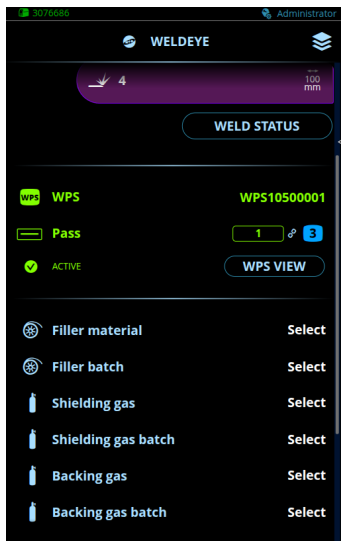 3076686 Administrator
WELDEYE
4 100 mm
WELD STATUS
WPS WPS WPS10500001
Pass 1 3
ACTIVE WPS VIEW
Filler material Select
Filler batch Select
Shielding gas Select
Shielding gas batch Select
Backing gas Select
Backing gas batch Select